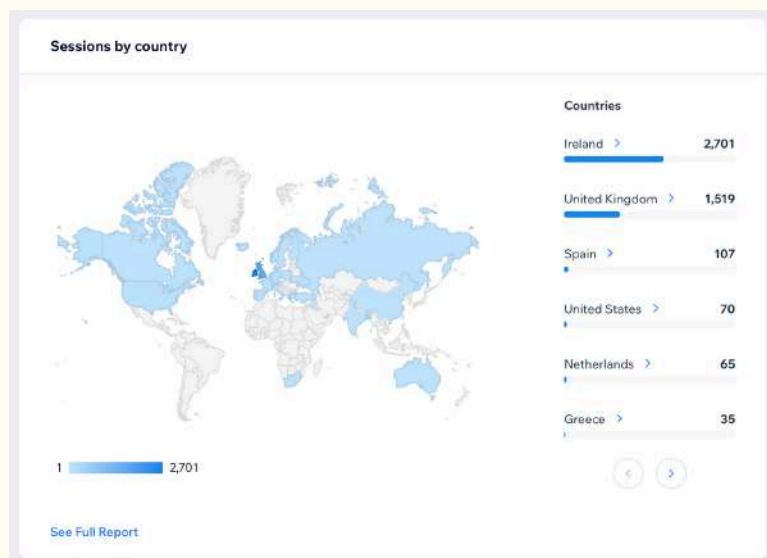 Sessions by country
Countries
Ireland > 2,701
United Kingdom > 1,519
Spain > 107
United States > 70
Netherlands > 65
Greece > 35
1 2,701
< >
See Full Report